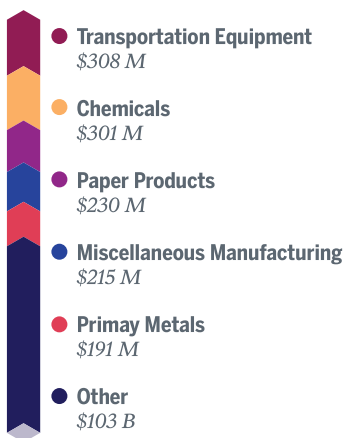 Transportation Equipment
$308 M
Chemicals
$301 M
Paper Products
$230 M
Miscellaneous Manufacturing
$215 M
Primay Metals
$191 M
Other
$103 B